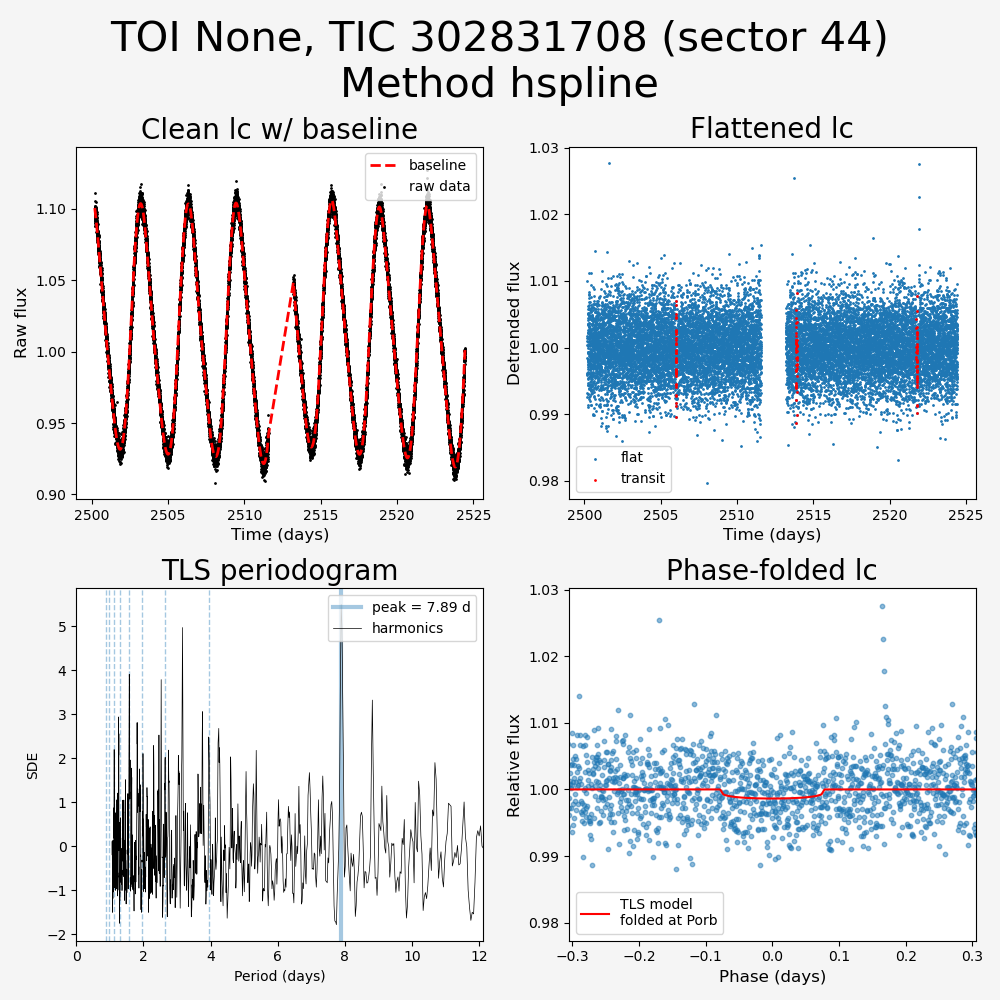 TOI None, TIC 302831708 (sector 44)
Method hspline
Clean lc w/ baseline
baseline
raw data
Raw flux
1.10
1.05
1.00
0.95
0.90
2500
2505
2510
2515
2520
2525
Time (days)
Flattened lc
Detrended flux
1.03
1.02
1.01
1.00
0.99
0.98
flat
transit
2500
2505
2510
2515
2520
2525
Time (days)
TLS periodogram
peak = 7.89 d
harmonics
SDE
5
4
3
2
1
0
−1
−2
0
2
4
6
8
10
12
Period (days)
Phase-folded lc
Relative flux
1.03
1.02
1.01
1.00
0.99
0.98
TLS model
folded at Porb
−0.3
−0.2
−0.1
0.0
0.1
0.2
0.3
Phase (days)